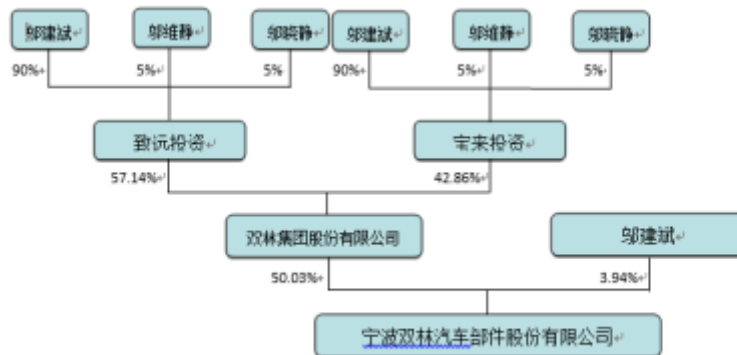 邬建斌
邬维静
邬晓静
邬建斌
邬维静
邬晓静
90%
5%
5%
90%
5%
5%
致远投资
宝来投资
57.14%
42.86%
双林集团股份有限公司
邬建斌
50.03%
3.94%
宁波双林汽车部件股份有限公司